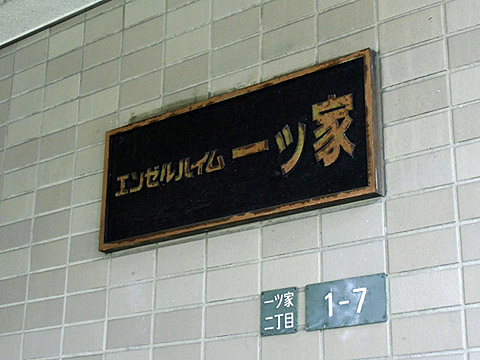 エンゼルハイム 一ツ家
一ツ家
二丁目
1-7